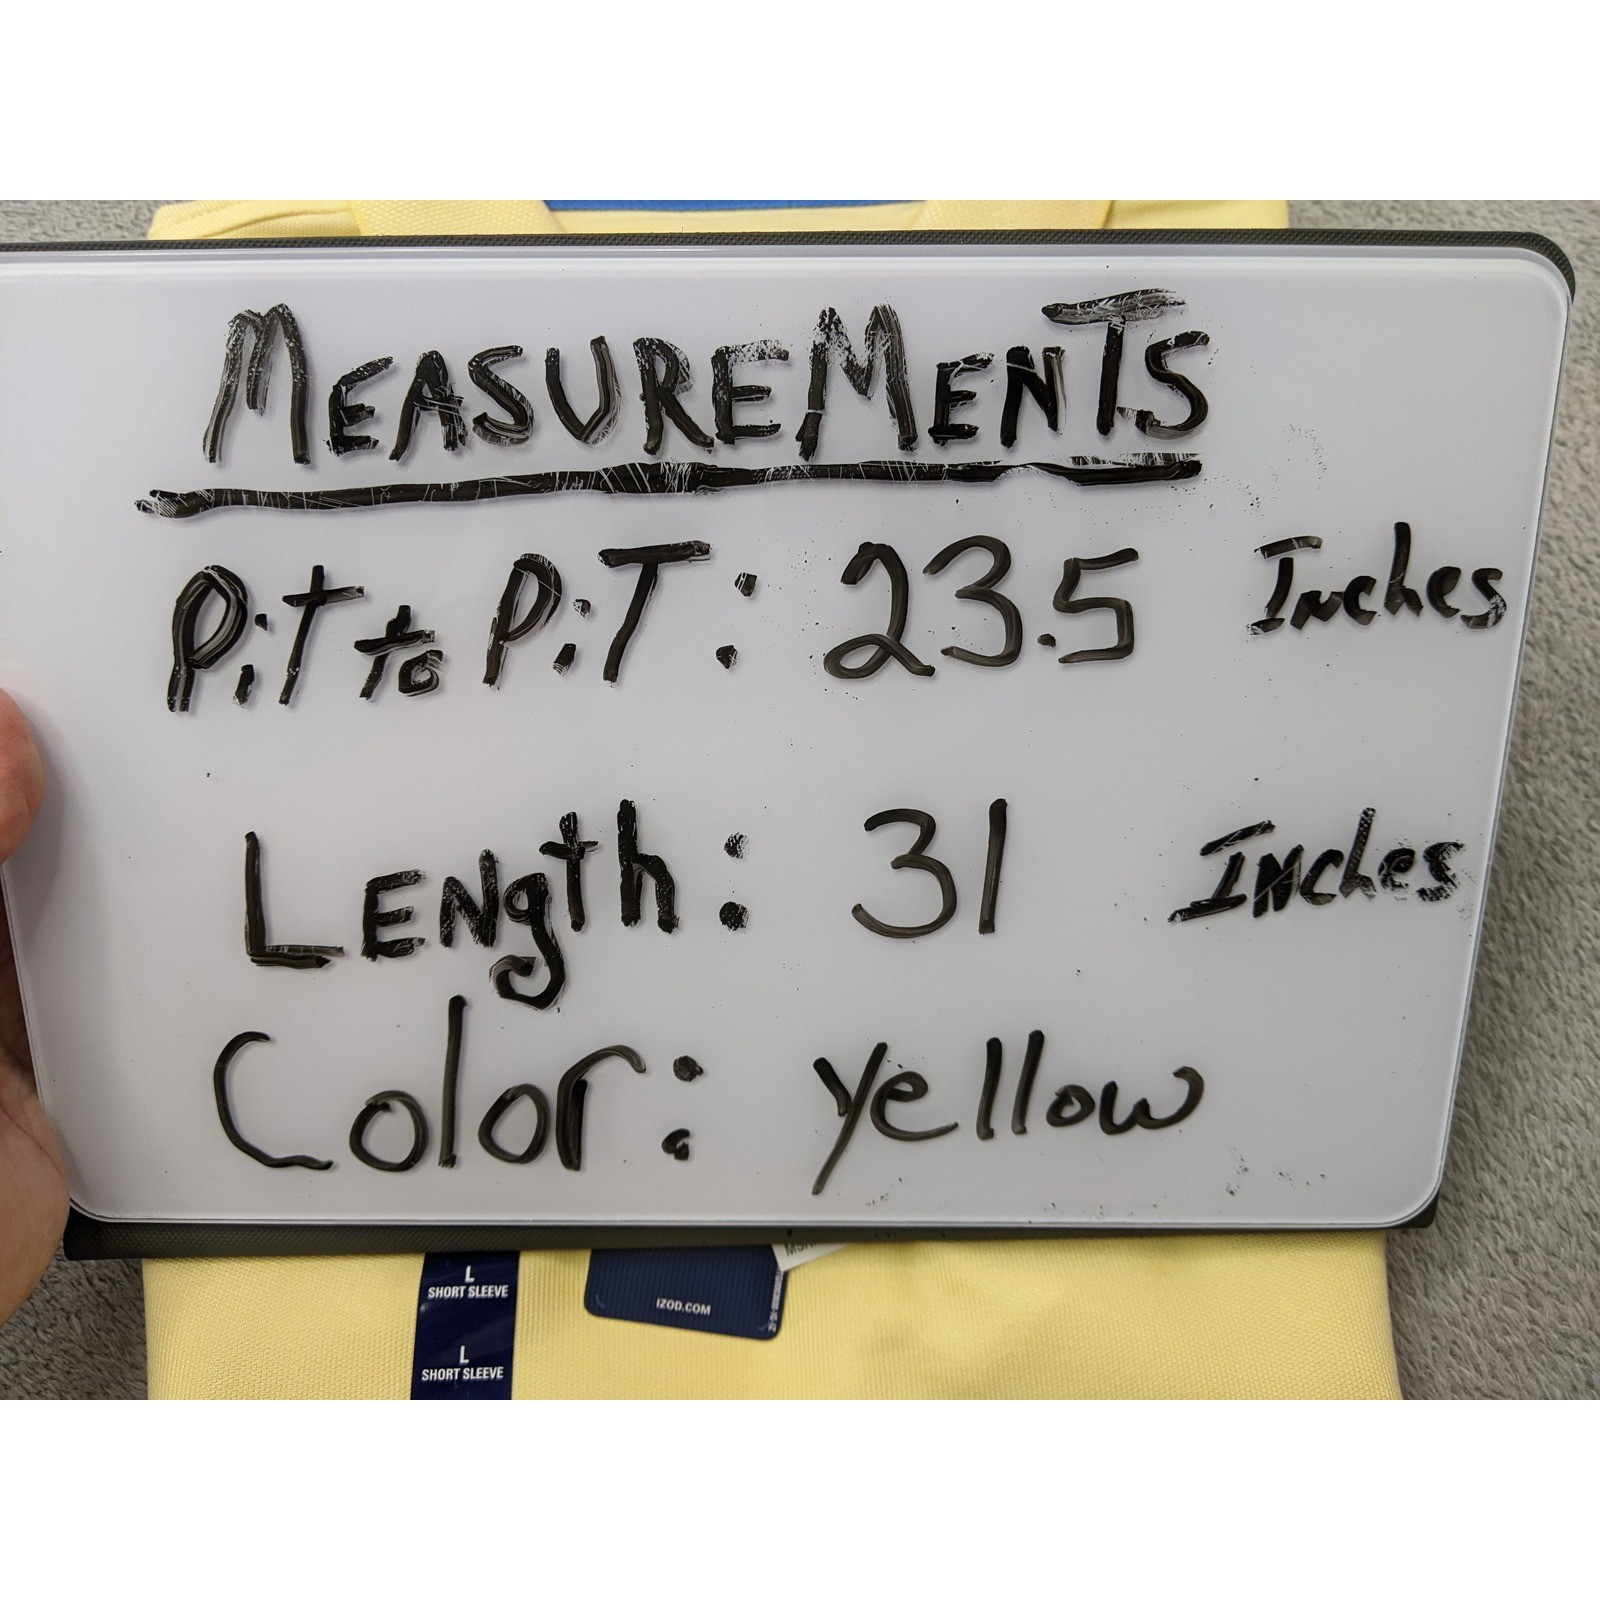 MEASUREMENTS
PiT to PiT: 23.5 Inches
LENgth: 31 INches
Color: yellow
L
SHORT SLEEVE
L
SHORT SLEEVE
IZOD.COM